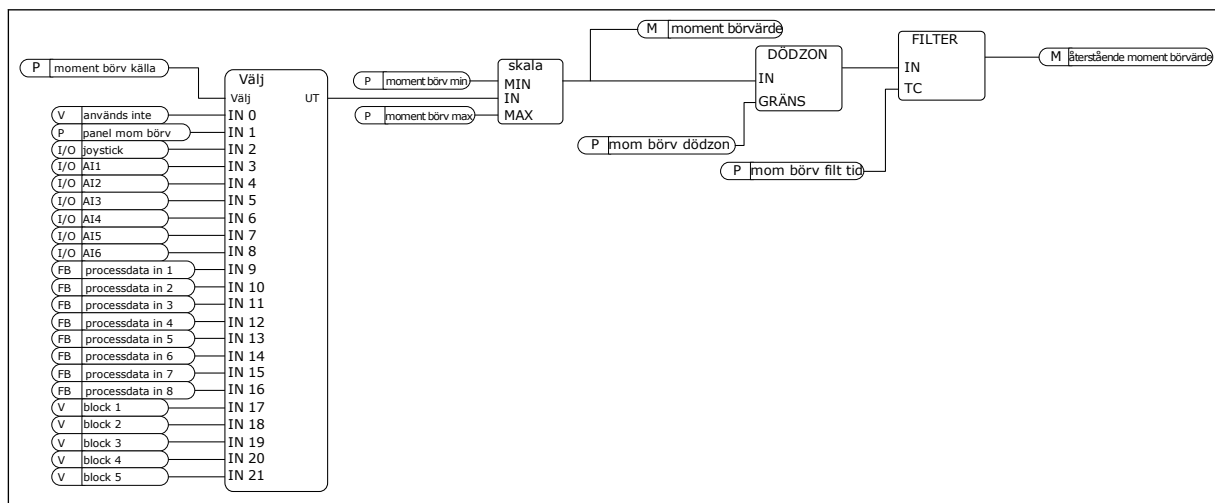 P moment börv källa
Välj
Välj UT
V används inte IN 0
P panel mom börv IN 1
I/O joystick IN 2
I/O AI1 IN 3
I/O AI2 IN 4
I/O AI3 IN 5
I/O AI4 IN 6
I/O AI5 IN 7
I/O AI6 IN 8
FB processdata in 1 IN 9
FB processdata in 2 IN 10
FB processdata in 3 IN 11
FB processdata in 4 IN 12
FB processdata in 5 IN 13
FB processdata in 6 IN 14
FB processdata in 7 IN 15
FB processdata in 8 IN 16
V block 1 IN 17
V block 2 IN 18
V block 3 IN 19
V block 4 IN 20
V block 5 IN 21
P moment börv min
P moment börv max
skala
MIN
IN
MAX
M moment börvärde
DÖDZON
IN
GRÄNS
P mom börv dödzon
FILTER
IN
TC
P mom börv filt tid
M återstående moment börvärde